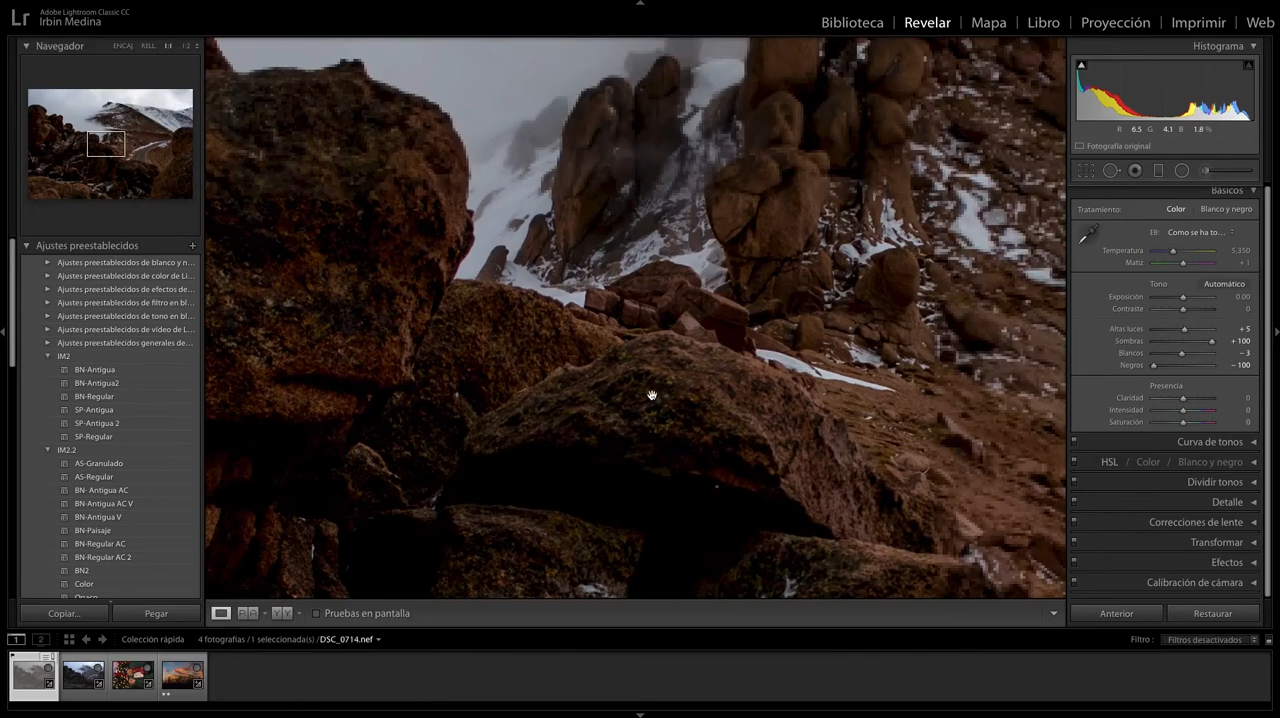 Lr
Adobe Lightroom Classic CC
Irbin Medina
Biblioteca | Revelar | Mapa | Libro | Proyección | Imprimir | Web
Navegador ENCAJ. RELL. 1:1 1:2
Ajustes preestablecidos +
Ajustes preestablecidos de blanco y n...
Ajustes preestablecidos de color de Li...
Ajustes preestablecidos de efectos de...
Ajustes preestablecidos de filtro en bl...
Ajustes preestablecidos de tono en bl...
Ajustes preestablecidos de vídeo de L...
Ajustes preestablecidos generales de...
IM2
BN-Antigua
BN-Antigua2
BN-Regular
SP-Antigua
SP-Antigua 2
SP-Regular
IM2.2
AS-Granulado
AS-Regular
BN- Antigua AC
BN-Antigua AC V
BN-Antigua V
BN-Paisaje
BN-Regular AC
BN-Regular AC 2
BN2
Color
Opaco
Copiar... Pegar
Pruebas en pantalla
Histograma
R 6.5 G 4.1 B 1.8 %
Fotografía original
Básicos
Tratamiento: Color Blanco y negro
EB: Como se ha to...
Temperatura 5,350
Matiz + 1
Tono Automático
Exposición 0.00
Contraste 0
Altas luces + 5
Sombras + 100
Blancos − 3
Negros − 100
Presencia
Claridad 0
Intensidad 0
Saturación 0
Curva de tonos
HSL / Color / Blanco y negro
Dividir tonos
Detalle
Correcciones de lente
Transformar
Efectos
Calibración de cámara
Anterior Restaurar
1 2 Colección rápida 4 fotografías /1 seleccionada(s) /DSC_0714.nef Filtro : Filtros desactivados